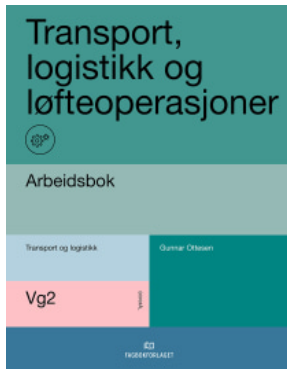 Transport,
logistikk og
løfteoperasjoner
Arbeidsbok
Transport og logistikk
Gunnar Ottesen
Vg2
FAGBOKFORLAGET